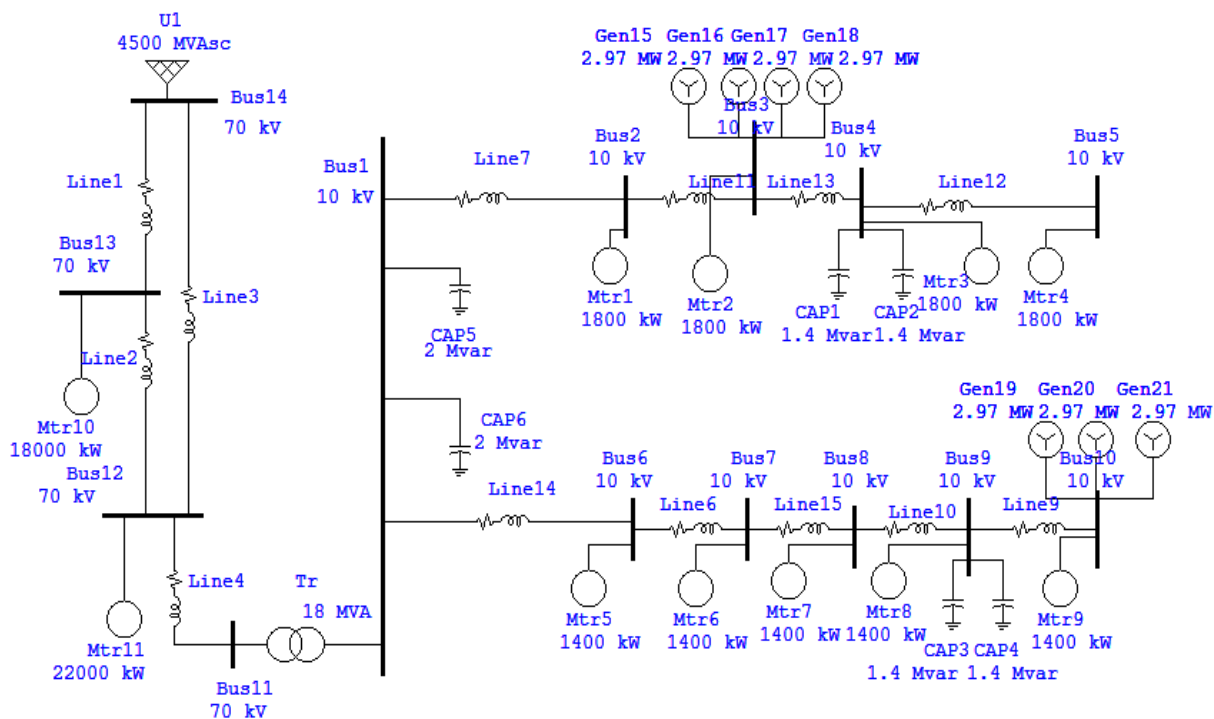 U1
4500 MVAsc
Bus14
70 kV
Line1
Bus13
70 kV
Line3
Line2
Mtr10
18000 kW
Bus12
70 kV
Line4
Mtr11
22000 kW
Bus11
70 kV
Tr
18 MVA
Bus1
10 kV
Line7
Bus2
10 kV
Mtr1
1800 kW
Line11
Gen15 Gen16 Gen17 Gen18
2.97 MW 2.97 MW 2.97 MW 2.97 MW
Bus3
10 kV
Mtr2
1800 kW
Line13
Bus4
10 kV
Line12
CAP1
1.4 Mvar
CAP2
1.4 Mvar
Mtr3
1800 kW
Bus5
10 kV
Mtr4
1800 kW
CAP5
2 Mvar
CAP6
2 Mvar
Line14
Bus6
10 kV
Mtr5
1400 kW
Line6
Bus7
10 kV
Mtr6
1400 kW
Line15
Bus8
10 kV
Mtr7
1400 kW
Line10
Bus9
10 kV
Mtr8
1400 kW
CAP3 CAP4
1.4 Mvar 1.4 Mvar
Line9
Gen19 Gen20 Gen21
2.97 MW 2.97 MW 2.97 MW
Bus10
10 kV
Mtr9
1400 kW